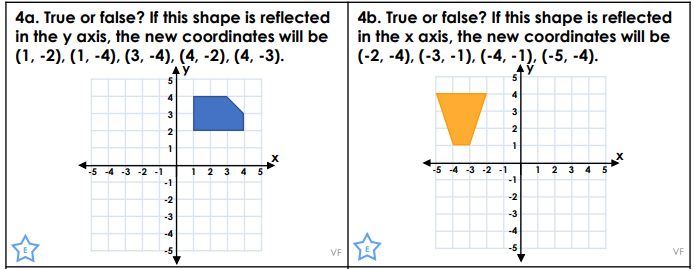 4a. True or false? If this shape is reflected
in the y axis, the new coordinates will be
(1, -2), (1, -4), (3, -4), (4, -2), (4, -3).
y
5
4
3
2
1
x
-5 -4 -3 -2 -1 1 2 3 4 5
-1
-2
-3
-4
-5
E
VF
4b. True or false? If this shape is reflected
in the x axis, the new coordinates will be
(-2, -4), (-3, -1), (-4, -1), (-5, -4).
y
5
4
3
2
1
x
-5 -4 -3 -2 -1 1 2 3 4 5
-1
-2
-3
-4
-5
E
VF